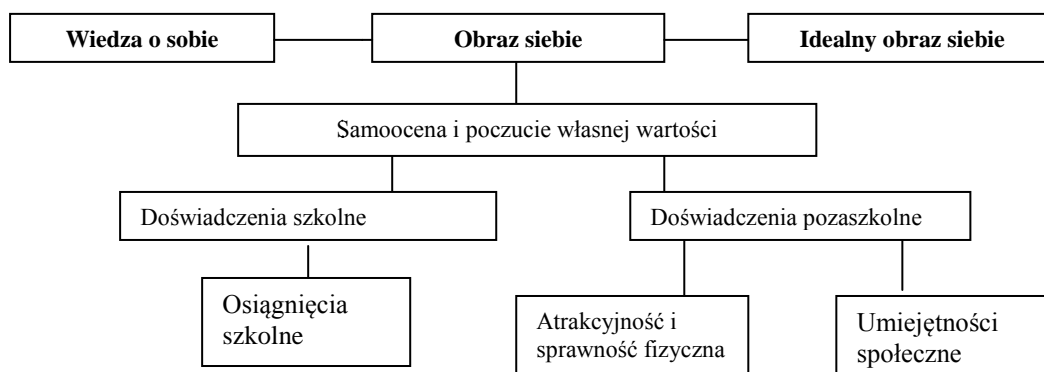 Wiedza o sobie
Obraz siebie
Idealny obraz siebie
Samoocena i poczucie własnej wartości
Doświadczenia szkolne
Doświadczenia pozaszkolne
Osiągnięcia
szkolne
Atrakcyjność i
sprawność fizyczna
Umiejętności
społeczne